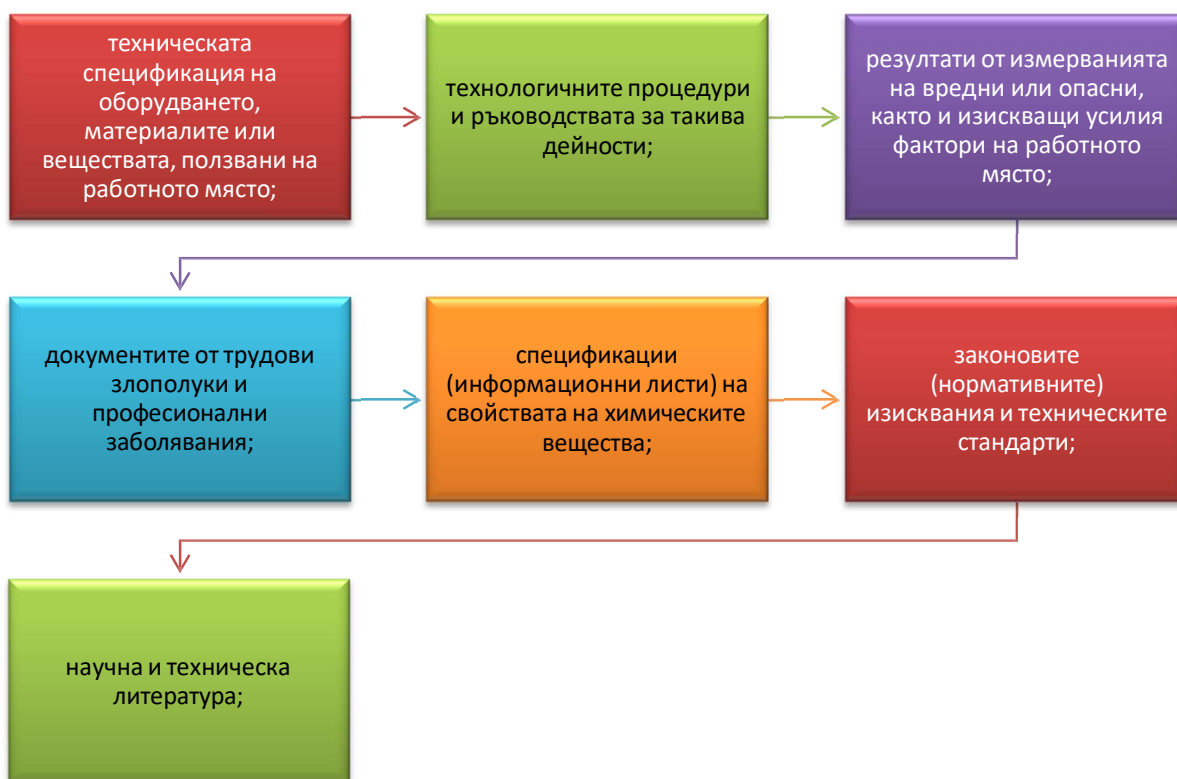 техническата
спецификация на
оборудването,
материалите или
веществата, ползвани на
работното място;
технологичните процедури
и ръководствата за такива
дейности;
резултати от измерванията
на вредни или опасни,
както и изискващи усилия
фактори на работното
място;
документите от трудови
злополуки и
професионални
заболявания;
спецификации
(информационни листи) на
свойствата на химическите
вещества;
законовите
(нормативните)
изисквания и техническите
стандарти;
научна и техническа
литература;